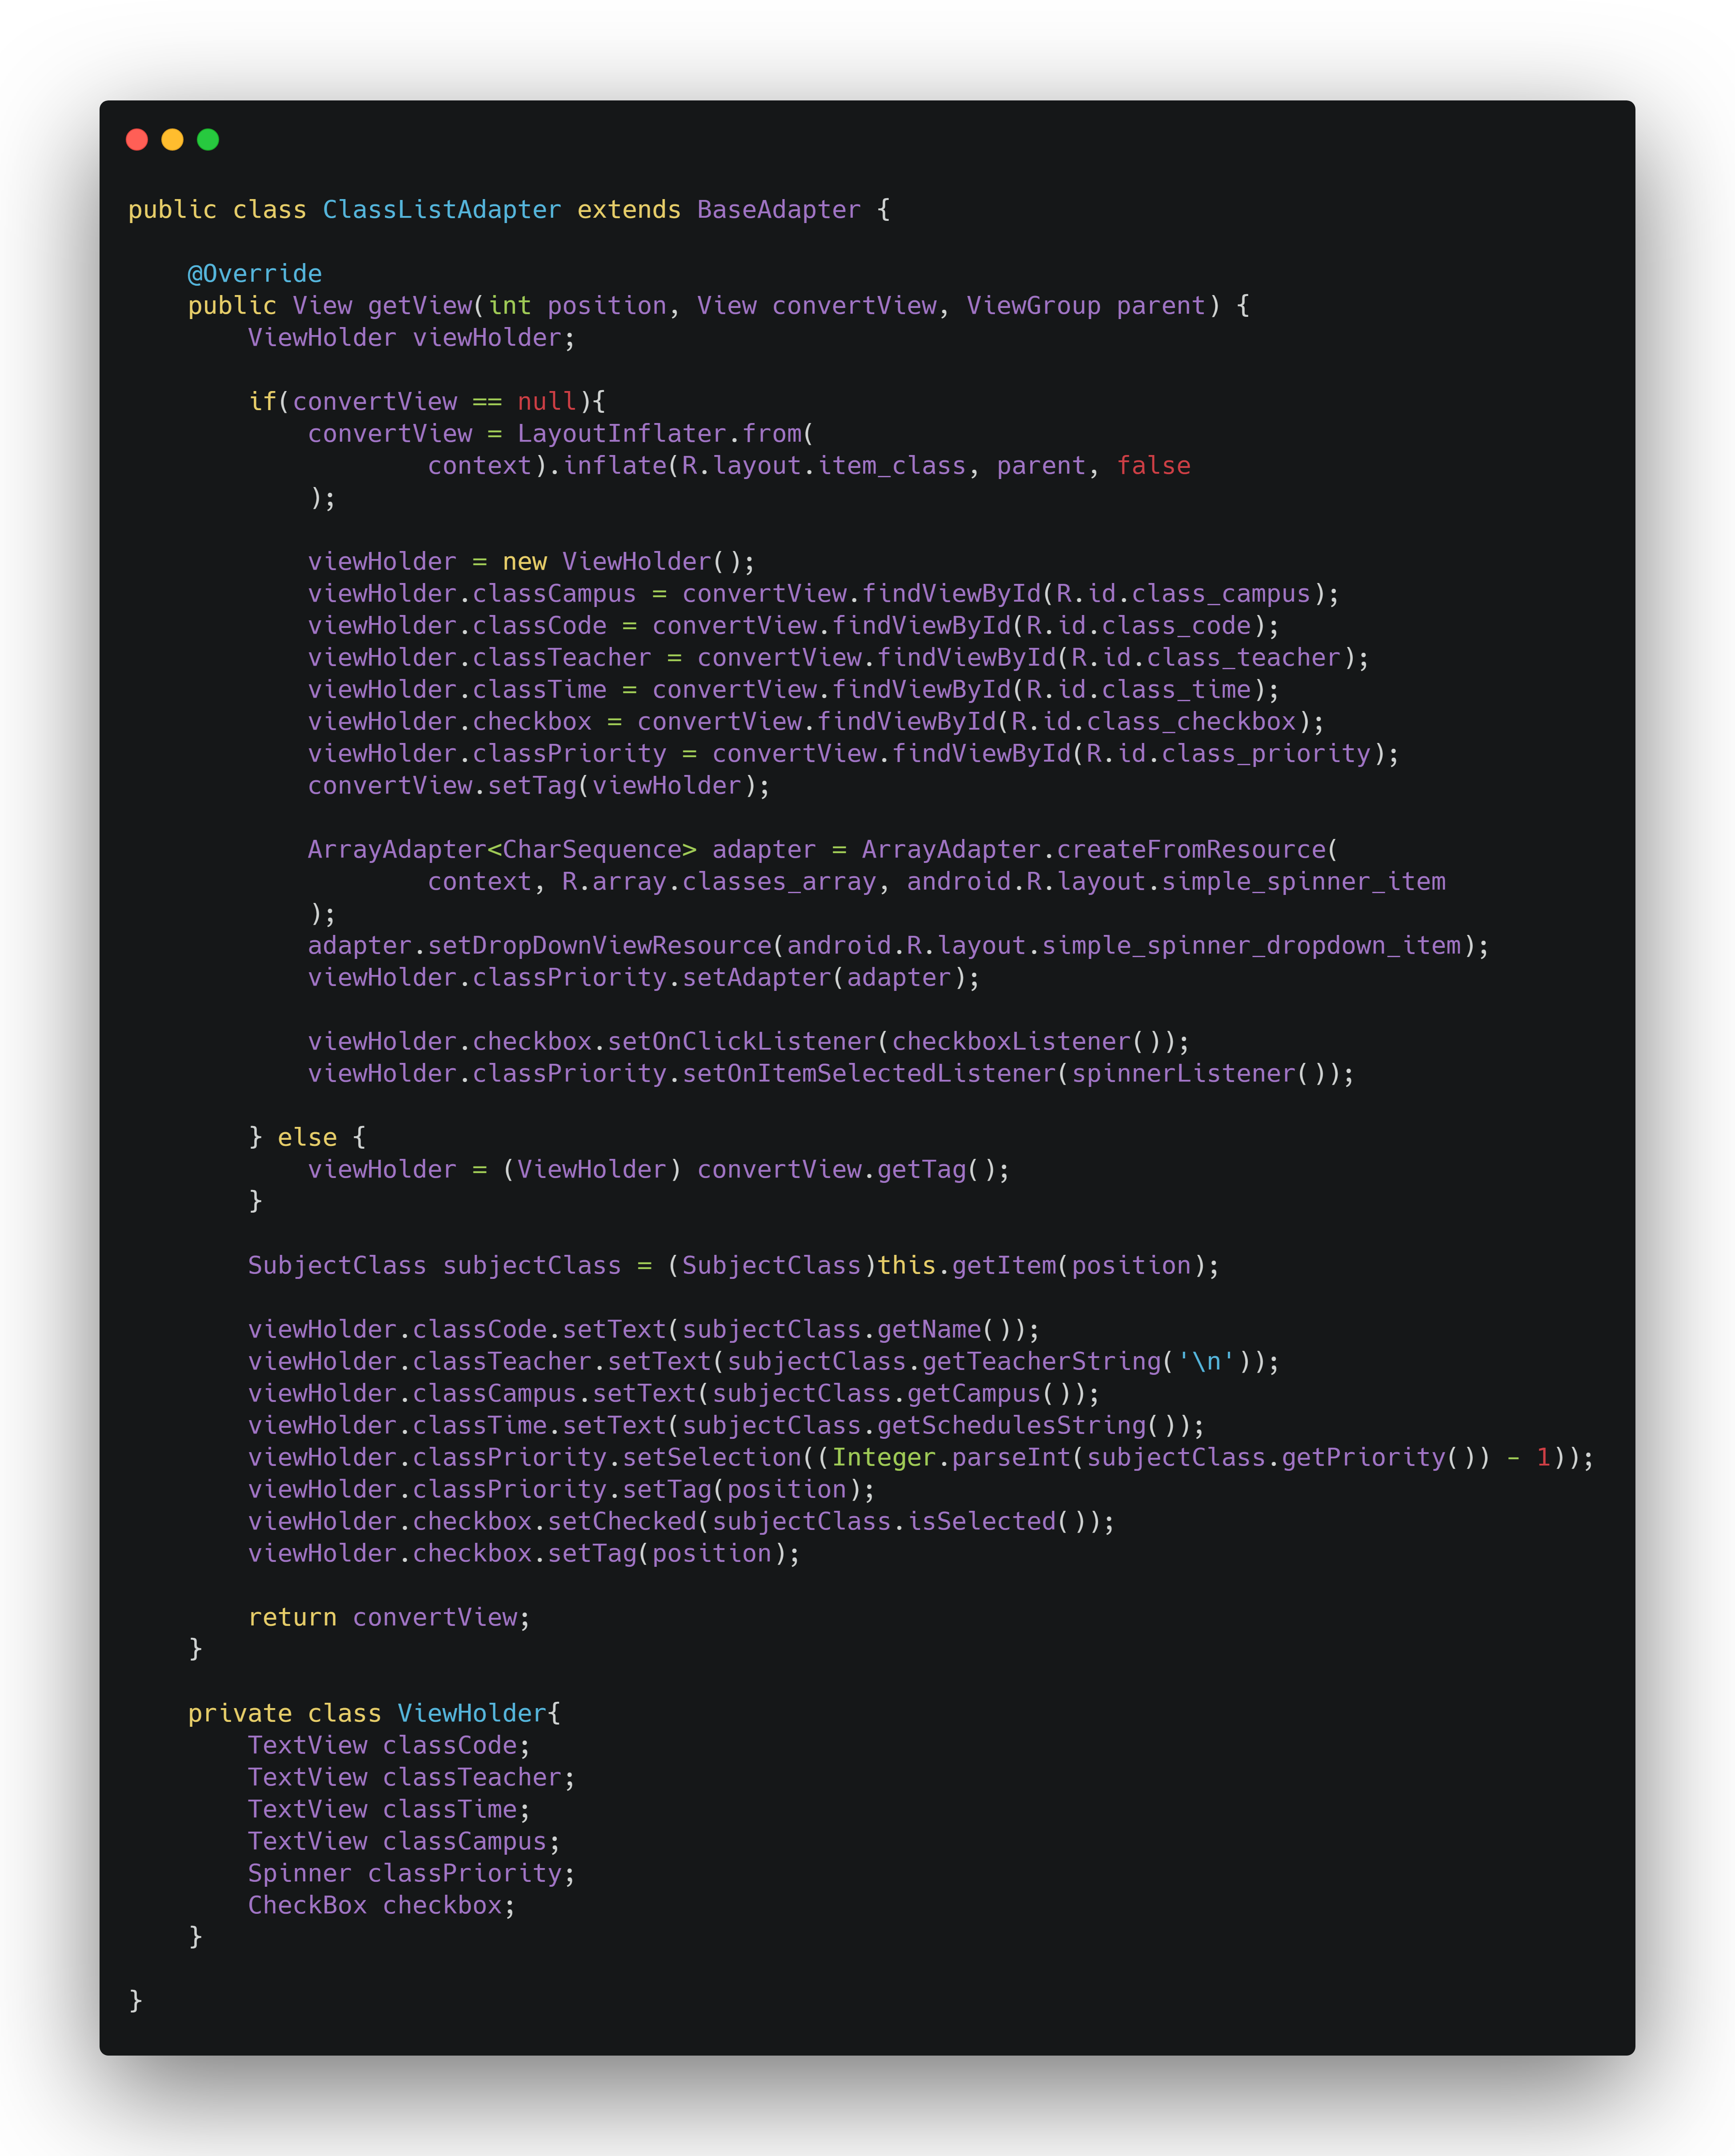 public class ClassListAdapter extends BaseAdapter {

    @Override
    public View getView(int position, View convertView, ViewGroup parent) {
        ViewHolder viewHolder;

        if(convertView == null){
            convertView = LayoutInflater.from(
                    context).inflate(R.layout.item_class, parent, false
            );

            viewHolder = new ViewHolder();
            viewHolder.classCampus = convertView.findViewById(R.id.class_campus);
            viewHolder.classCode = convertView.findViewById(R.id.class_code);
            viewHolder.classTeacher = convertView.findViewById(R.id.class_teacher);
            viewHolder.classTime = convertView.findViewById(R.id.class_time);
            viewHolder.checkbox = convertView.findViewById(R.id.class_checkbox);
            viewHolder.classPriority = convertView.findViewById(R.id.class_priority);
            convertView.setTag(viewHolder);

            ArrayAdapter<CharSequence> adapter = ArrayAdapter.createFromResource(
                    context, R.array.classes_array, android.R.layout.simple_spinner_item
            );
            adapter.setDropDownViewResource(android.R.layout.simple_spinner_dropdown_item);
            viewHolder.classPriority.setAdapter(adapter);

            viewHolder.checkbox.setOnClickListener(checkboxListener());
            viewHolder.classPriority.setOnItemSelectedListener(spinnerListener());

        } else {
            viewHolder = (ViewHolder) convertView.getTag();
        }

        SubjectClass subjectClass = (SubjectClass)this.getItem(position);

        viewHolder.classCode.setText(subjectClass.getName());
        viewHolder.classTeacher.setText(subjectClass.getTeacherString('\n'));
        viewHolder.classCampus.setText(subjectClass.getCampus());
        viewHolder.classTime.setText(subjectClass.getSchedulesString());
        viewHolder.classPriority.setSelection((Integer.parseInt(subjectClass.getPriority()) - 1));
        viewHolder.classPriority.setTag(position);
        viewHolder.checkbox.setChecked(subjectClass.isSelected());
        viewHolder.checkbox.setTag(position);

        return convertView;
    }

    private class ViewHolder{
        TextView classCode;
        TextView classTeacher;
        TextView classTime;
        TextView classCampus;
        Spinner classPriority;
        CheckBox checkbox;
    }

}